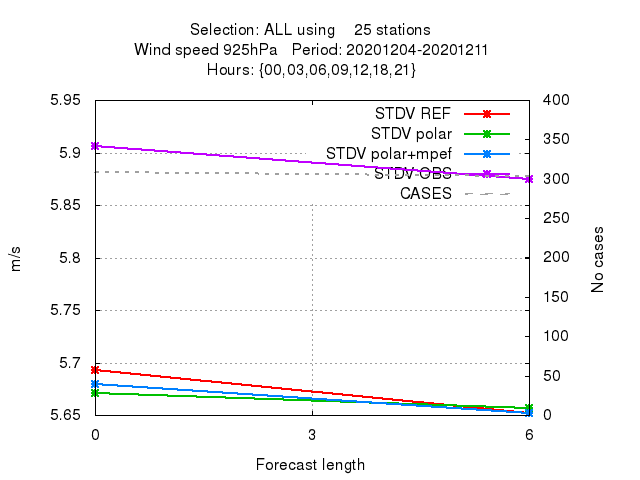 Selection: ALL using    25 stations
Wind speed 925hPa   Period: 20201204-20201211
Hours: {00,03,06,09,12,18,21}
5.95
400
STDV REF
STDV polar
350
5.9
STDV polar+mpef
STDV OBS
300
CASES
5.85
250
5.8
200
m/s
No cases
150
5.75
100
5.7
50
5.65
0
0
3
6
Forecast length